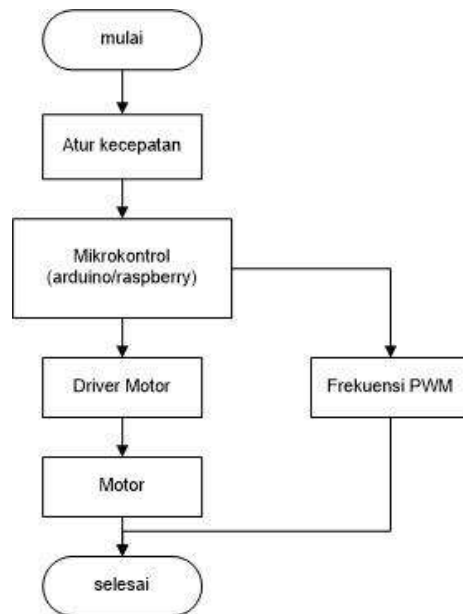 mulai
Atur kecepatan
Mikrokontrol
(arduino/raspberry)
Driver Motor
Frekuensi PWM
Motor
selesai